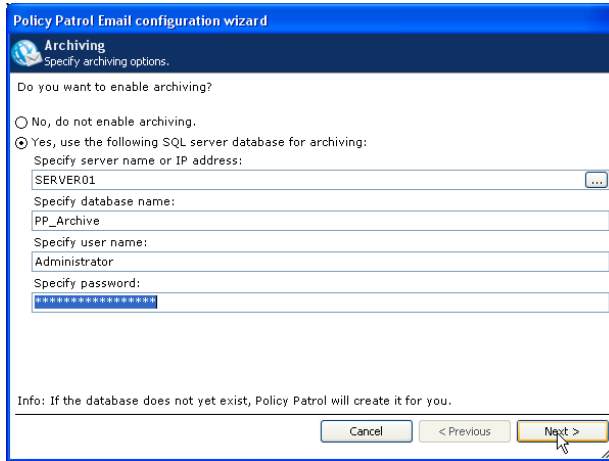 Policy Patrol Email configuration wizard
Archiving
Specify archiving options.
Do you want to enable archiving?
No, do not enable archiving.
Yes, use the following SQL server database for archiving:
Specify server name or IP address:
SERVER01
...
Specify database name:
PP_Archive
Specify user name:
Administrator
Specify password:
*****************
Info: If the database does not yet exist, Policy Patrol will create it for you.
Cancel < Previous Next >